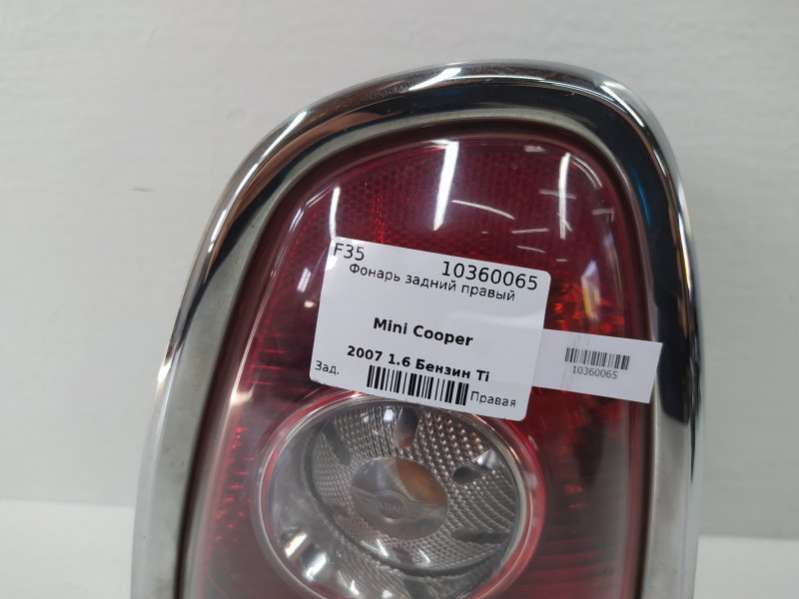 F35 10360065
Фонарь задний правый
Mini Cooper
2007 1.6 Бензин Ti
Зад. Правая
10360065